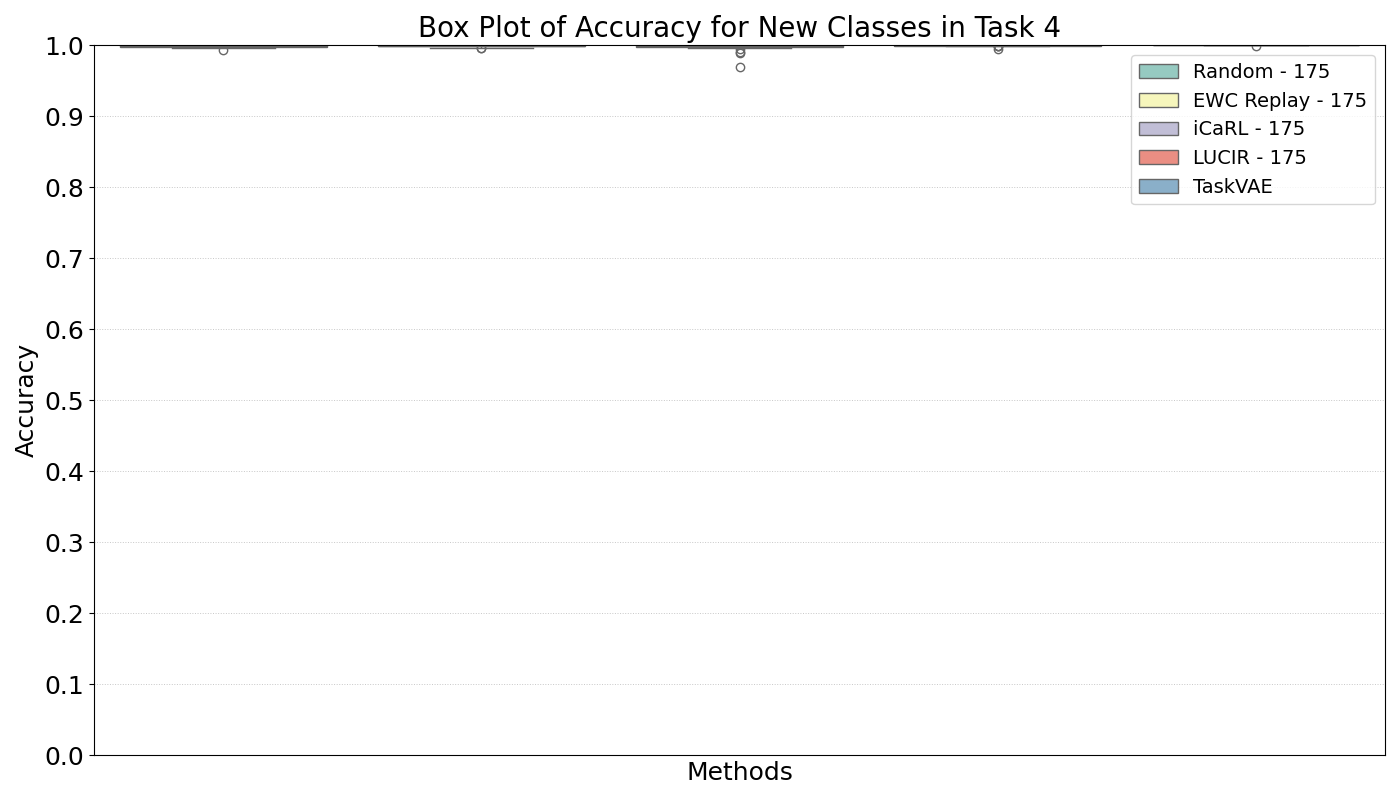 Box Plot of Accuracy for New Classes in Task 4
1.0
0.9
0.8
0.7
0.6
0.5
0.4
0.3
0.2
0.1
0.0
Accuracy
Methods
Random - 175
EWC Replay - 175
iCaRL - 175
LUCIR - 175
TaskVAE